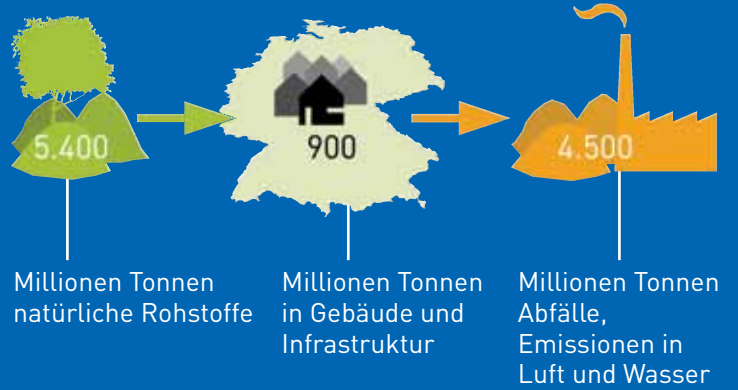 5.400
900
4.500
Millionen Tonnen
natürliche Rohstoffe
Millionen Tonnen
in Gebäude und
Infrastruktur
Millionen Tonnen
Abfälle,
Emissionen in
Luft und Wasser